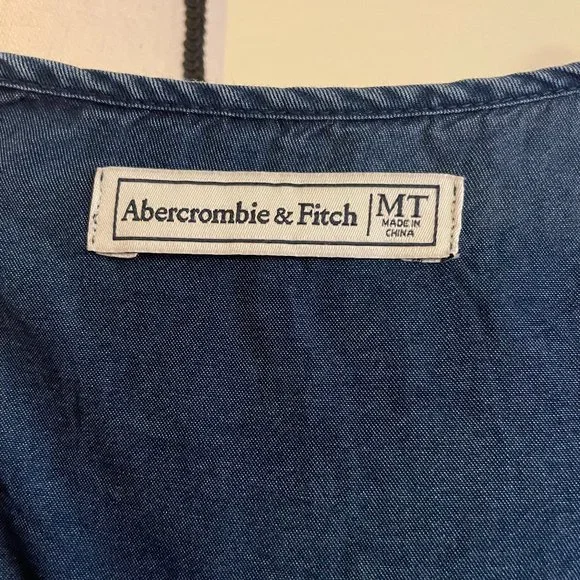 Abercrombie & Fitch
MT
MADE IN
CHINA